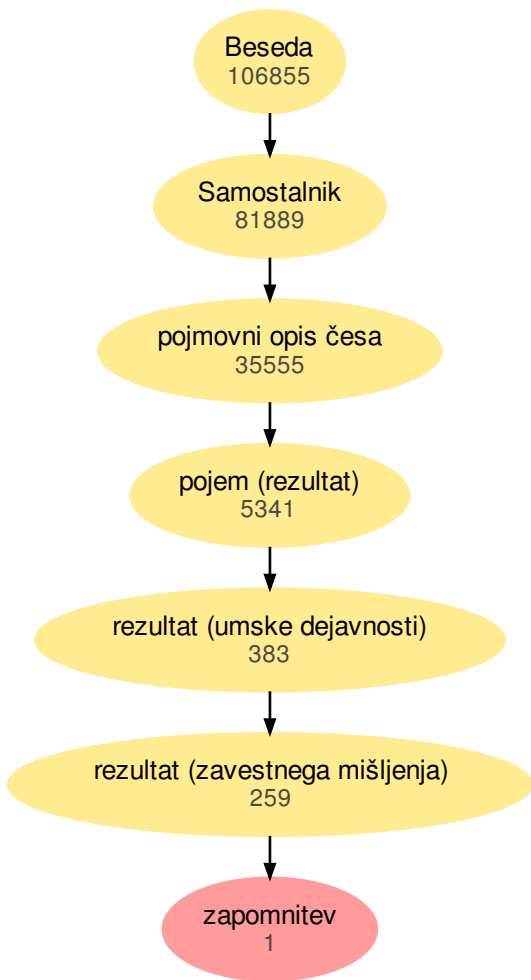 Beseda
106855
Samostalnik
81889
pojmovni opis česa
35555
pojem (rezultat)
5341
rezultat (umske dejavnosti)
383
rezultat (zavestnega mišljenja)
259
zapomnitev
1